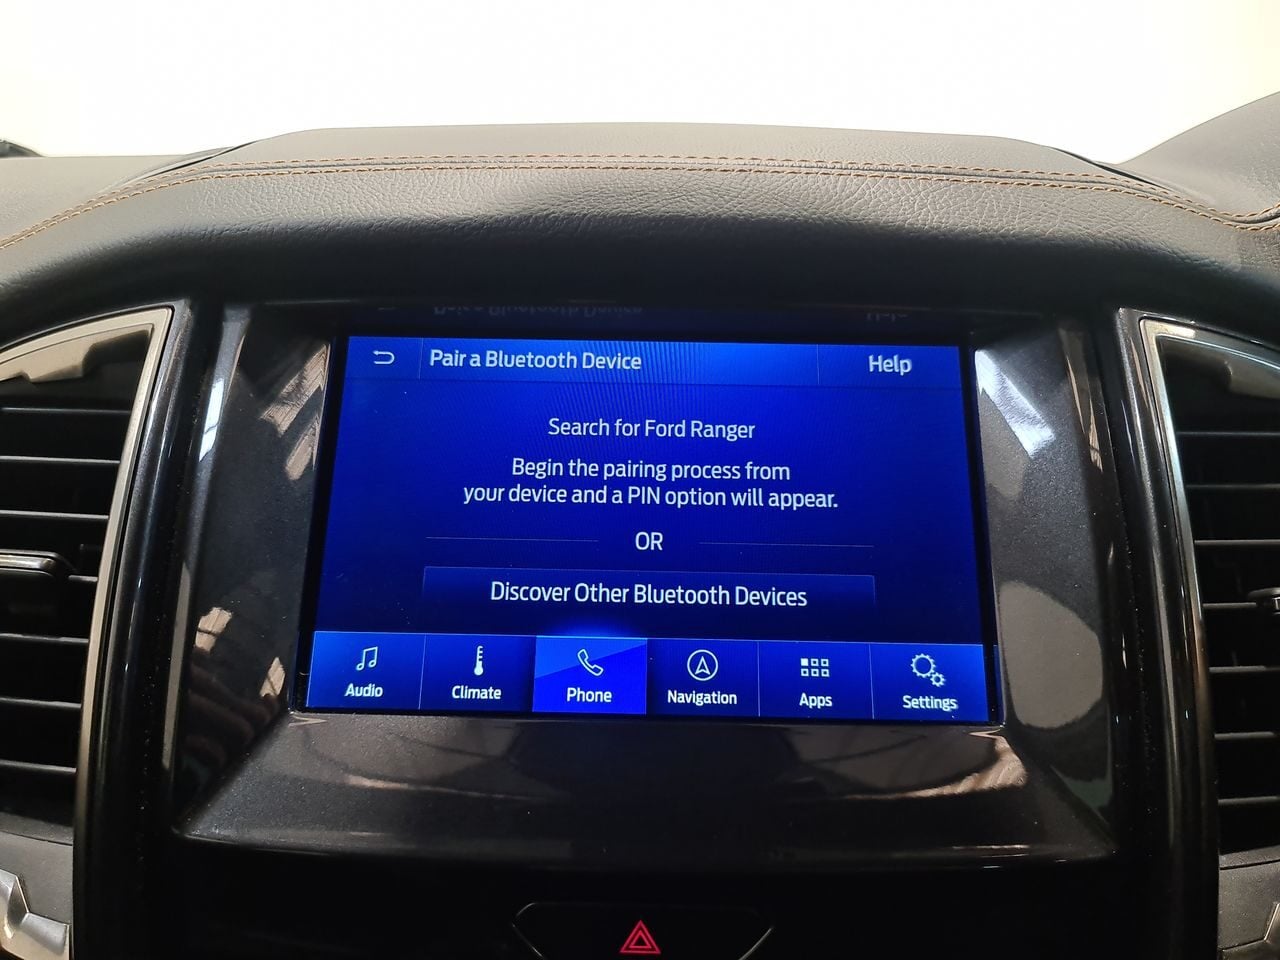 Pair a Bluetooth Device
Help
Search for Ford Ranger
Begin the pairing process from
your device and a PIN option will appear.
OR
Discover Other Bluetooth Devices
Audio
Climate
Phone
Navigation
Apps
Settings